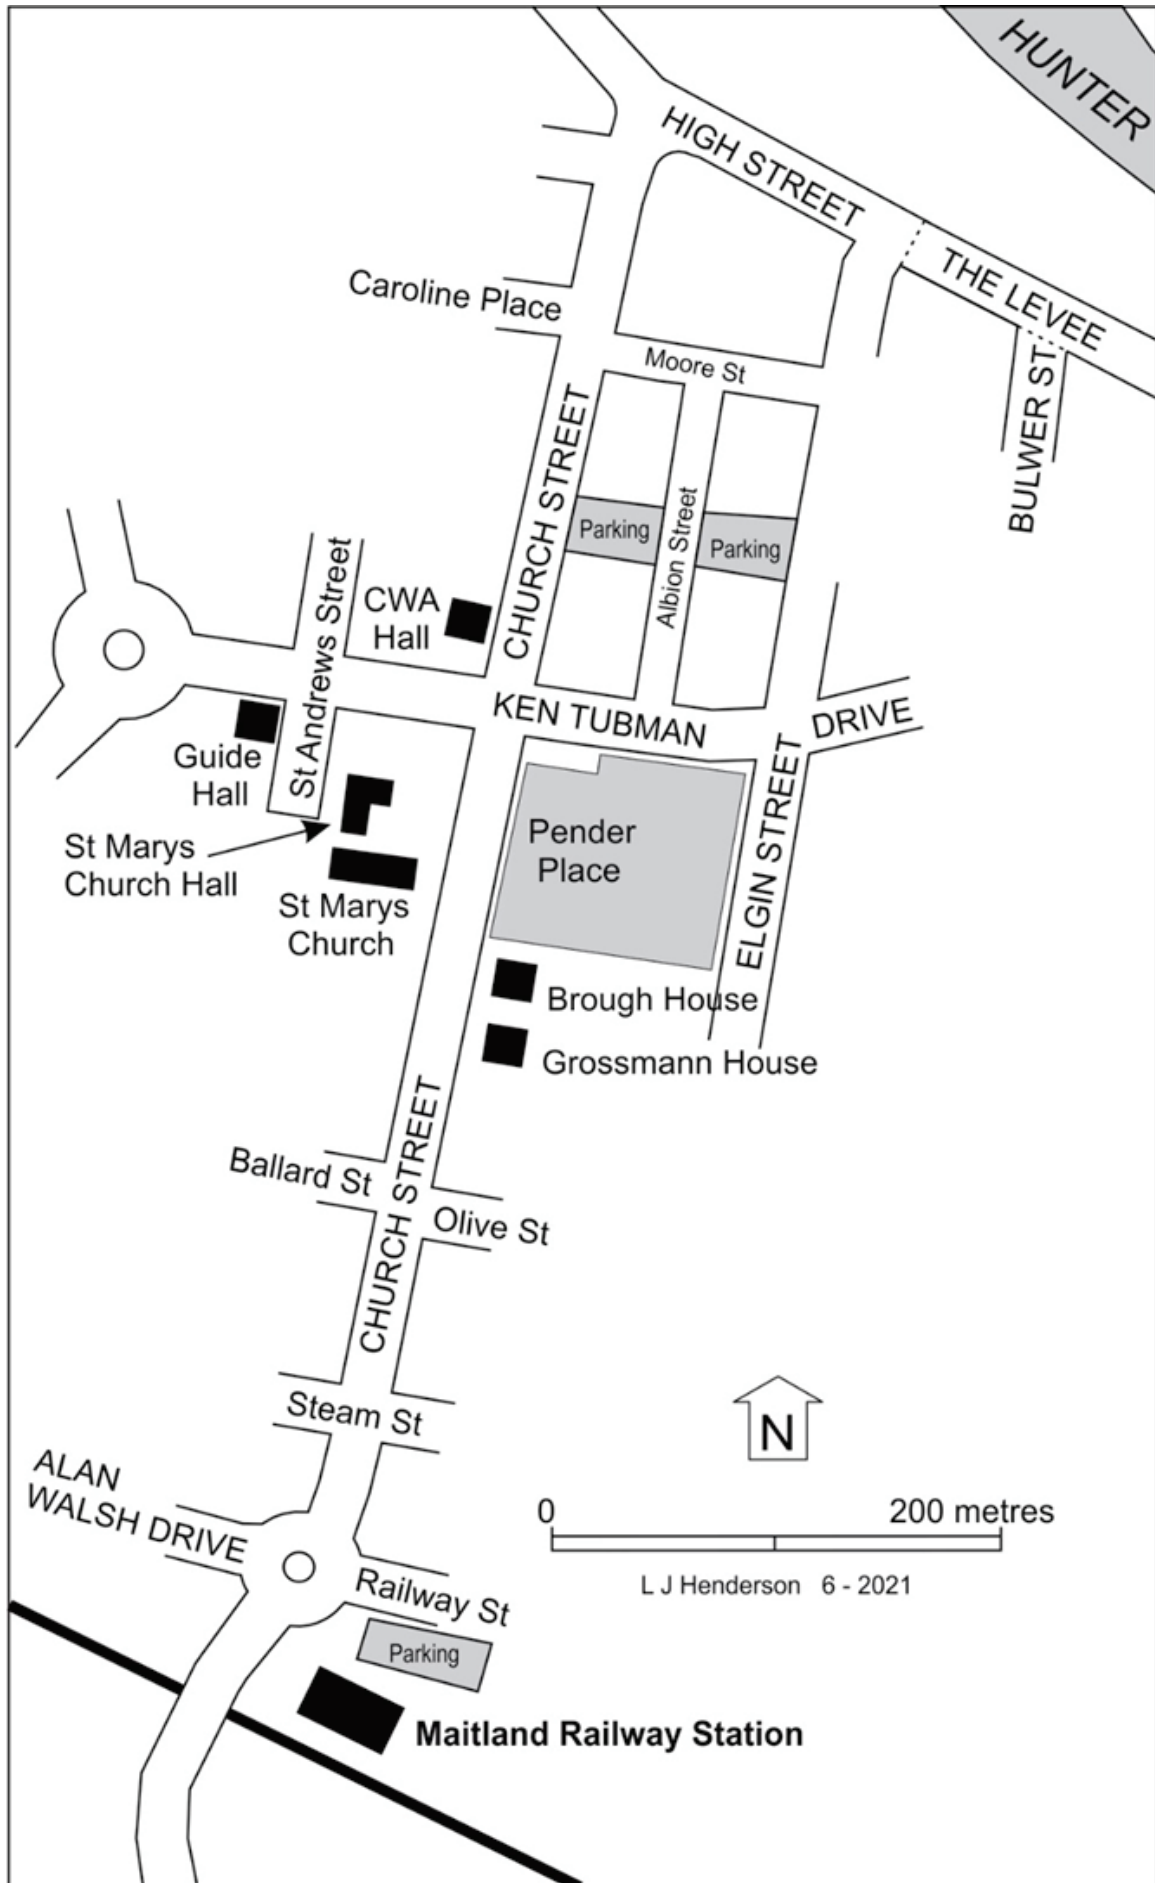 HUNTER
HIGH STREET
THE LEVEE
Caroline Place
Moore St
BULWER ST
CHURCH STREET
Parking
Albion Street
Parking
St Andrews Street
CWA
Hall
KEN TUBMAN
DRIVE
Guide
Hall
St Marys
Church Hall
St Marys
Church
Pender
Place
ELGIN STREET
Brough House
Grossmann House
CHURCH STREET
Ballard St
Olive St
CHURCH STREET
Steam St
N
ALAN
WALSH DRIVE
0
200 metres
L J Henderson 6 - 2021
Railway St
Parking
Maitland Railway Station